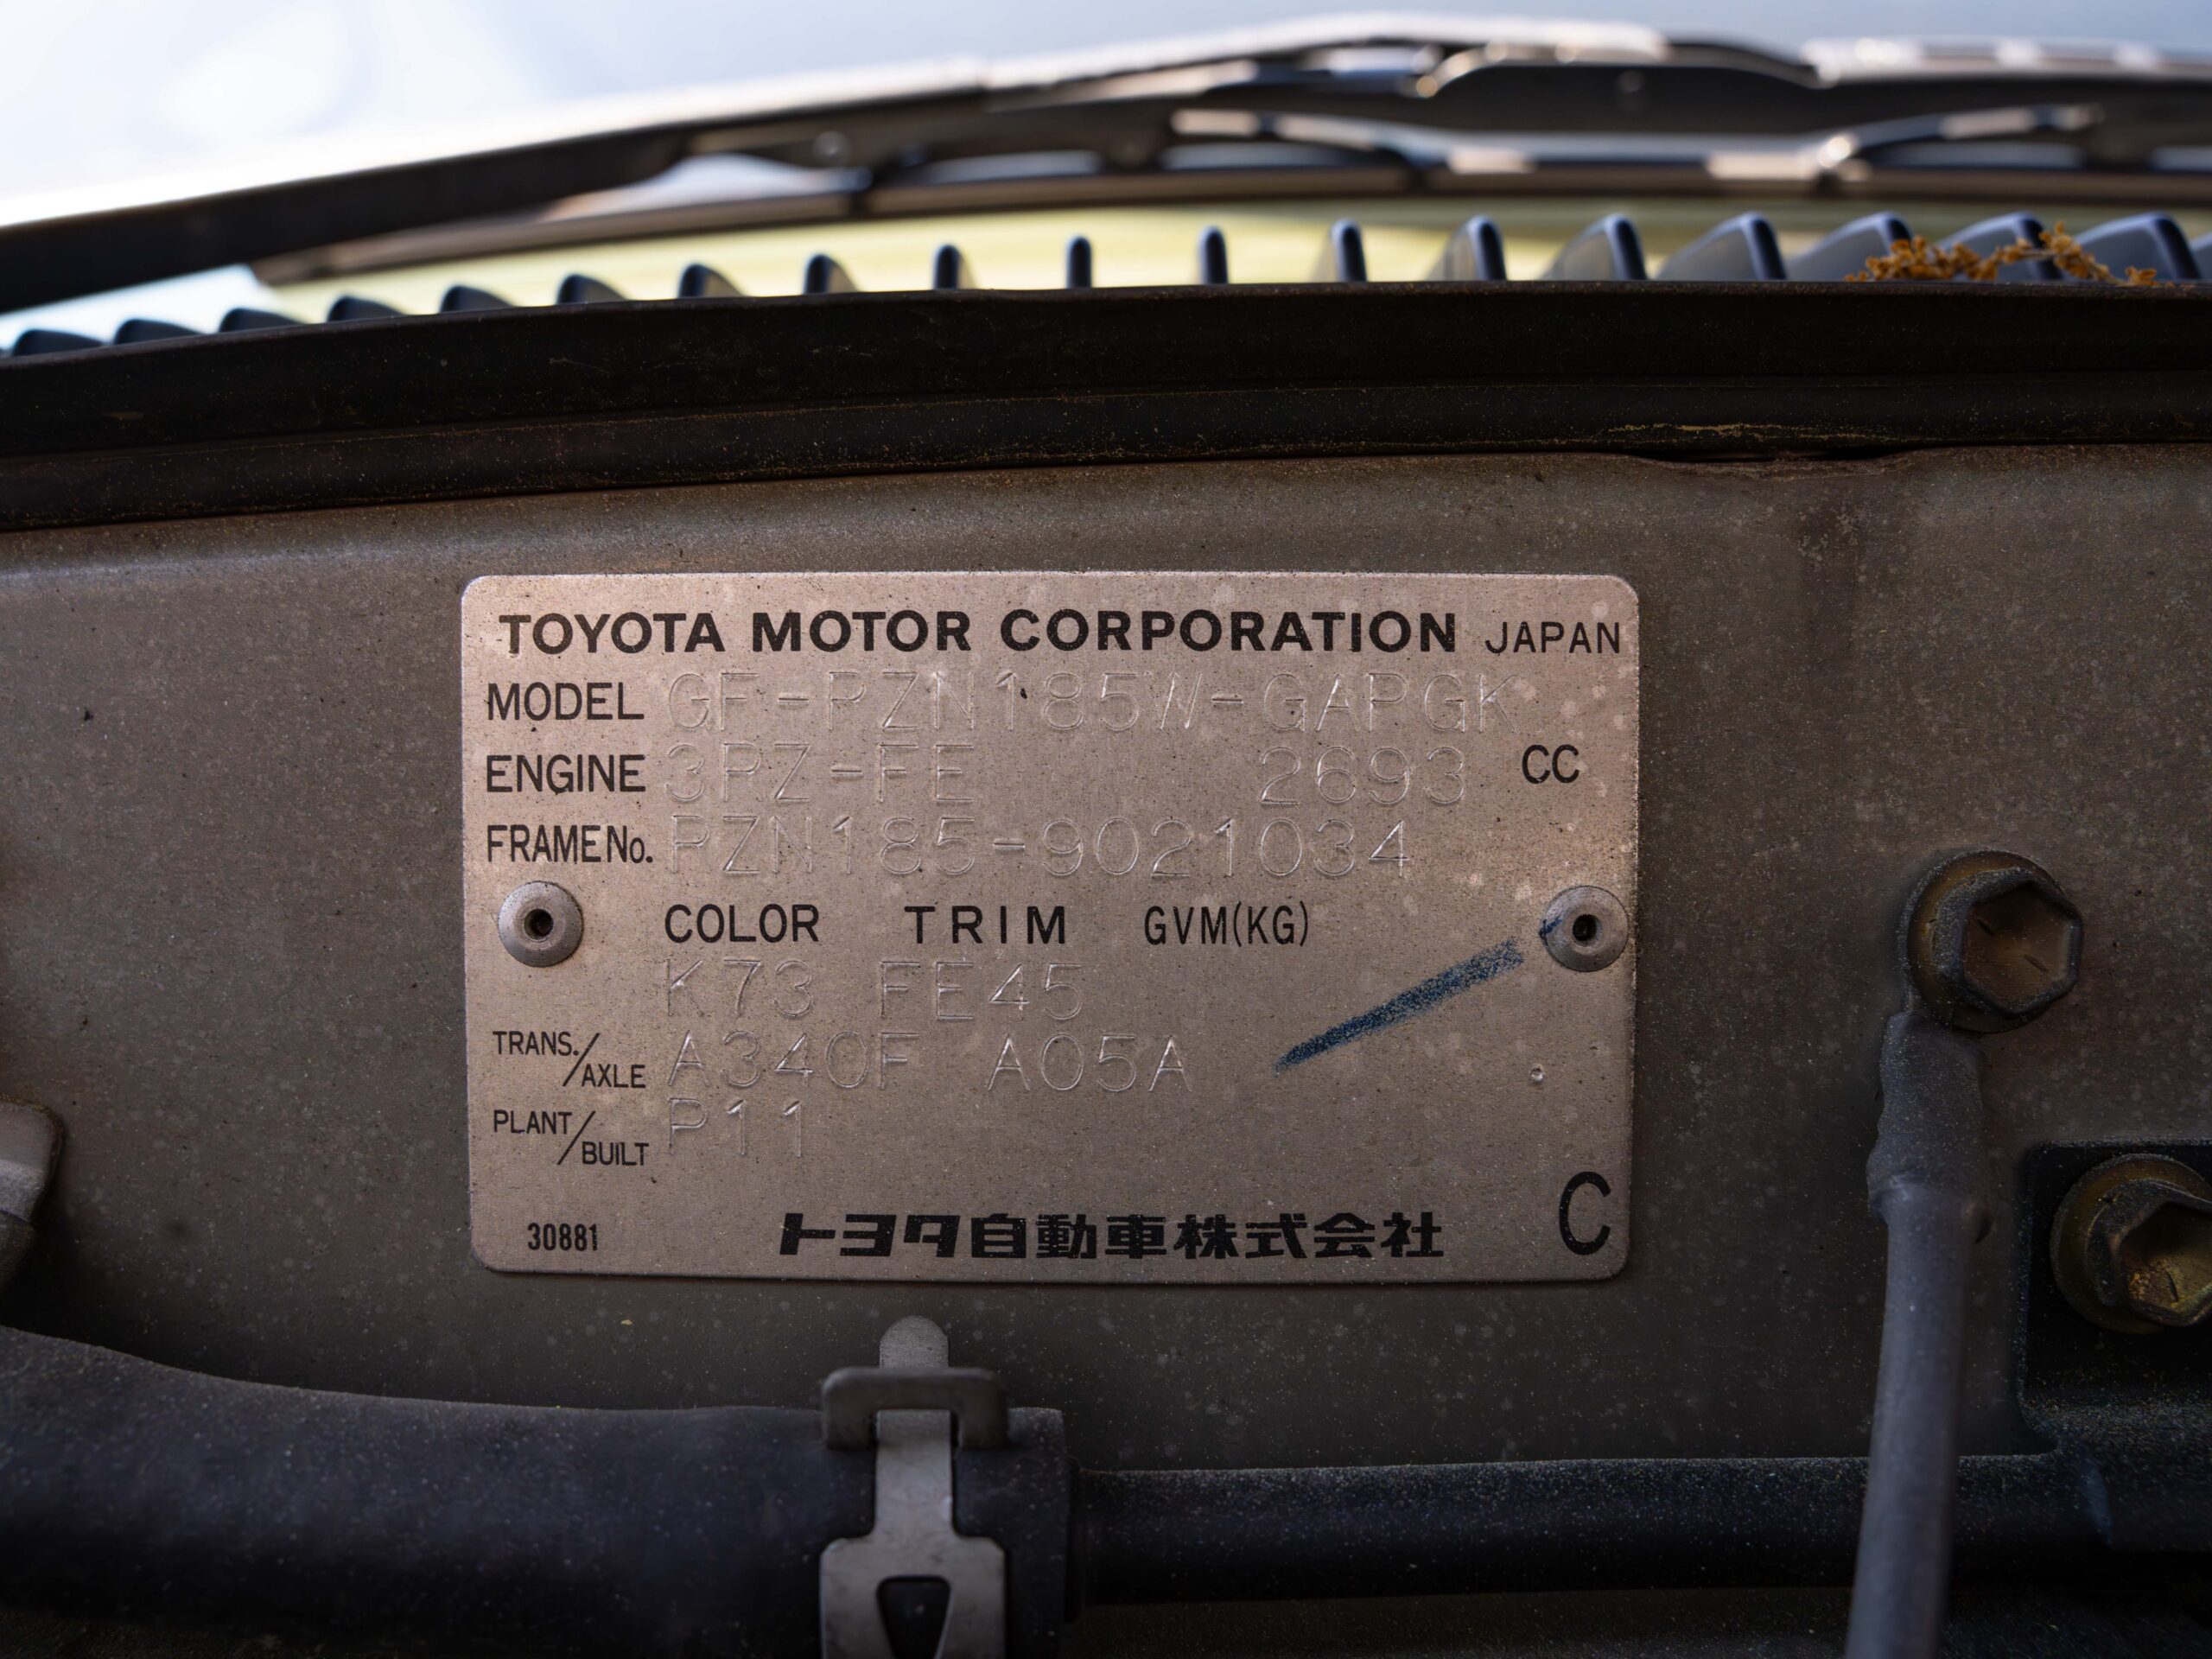 TOYOTA MOTOR CORPORATION JAPAN
MODEL GF-RZN185W-GAPGK
ENGINE 3RZ-FE 2693 CC
FRAME No. RZN185-9021034
COLOR TRIM GVM(KG)
K73 FE45
TRANS./AXLE A340F A05A
PLANT/BUILT P11
30881 トヨタ自動車株式会社 C